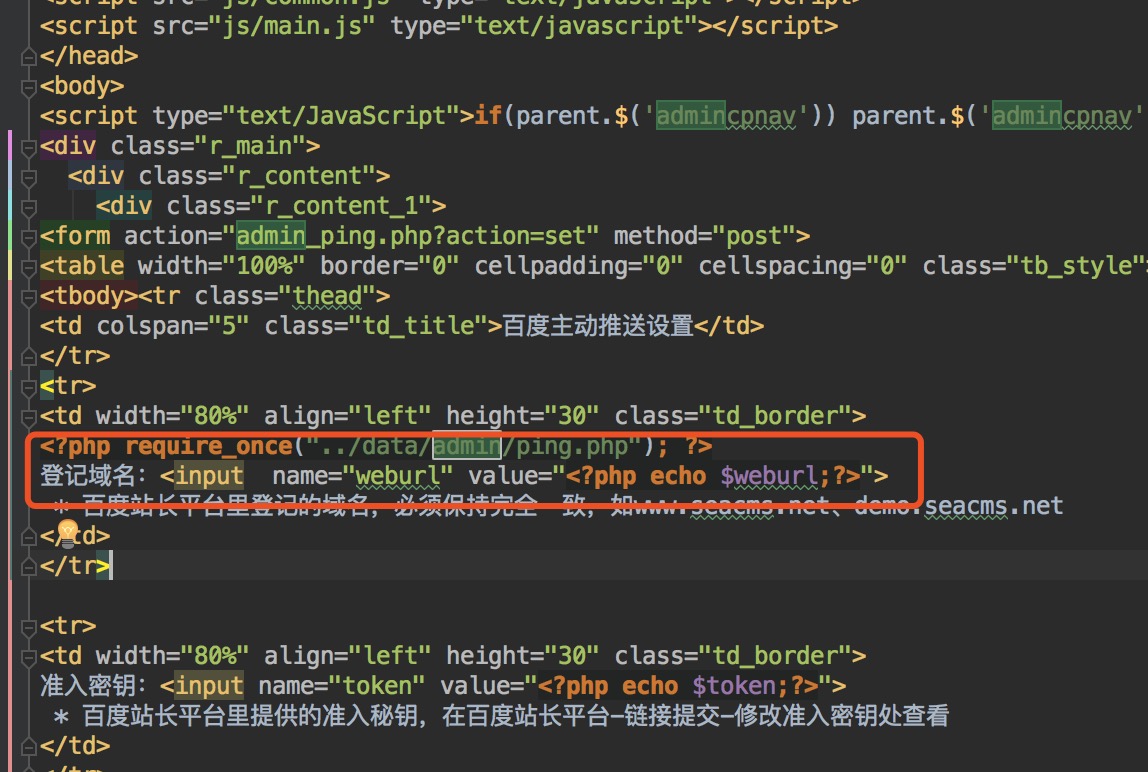 <script src="js/common.js" type="text/javascript"></script>
<script src="js/main.js" type="text/javascript"></script>
</head>
<body>
<script type="text/JavaScript">if(parent.$('admincpnav')) parent.$('admincpnav'
<div class="r_main">
<div class="r_content">
<div class="r_content_1">
<form action="admin_ping.php?action=set" method="post">
<table width="100%" border="0" cellpadding="0" cellspacing="0" class="tb_style">
<tbody><tr class="thead">
<td colspan="5" class="td_title">百度主动推送设置</td>
</tr>
<tr>
<td width="80%" align="left" height="30" class="td_border">
<?php require_once("../data/admin/ping.php"); ?>
登记域名：<input  name="weburl" value="<?php echo $weburl;?>">
* 百度站长平台里登记的域名，必须保持完全一致，如www.seacms.net、demo.seacms.net
</td>
</tr>
<tr>
<td width="80%" align="left" height="30" class="td_border">
准入密钥：<input name="token" value="<?php echo $token;?>">
* 百度站长平台里提供的准入秘钥，在百度站长平台-链接提交-修改准入密钥处查看
</td>
</tr>